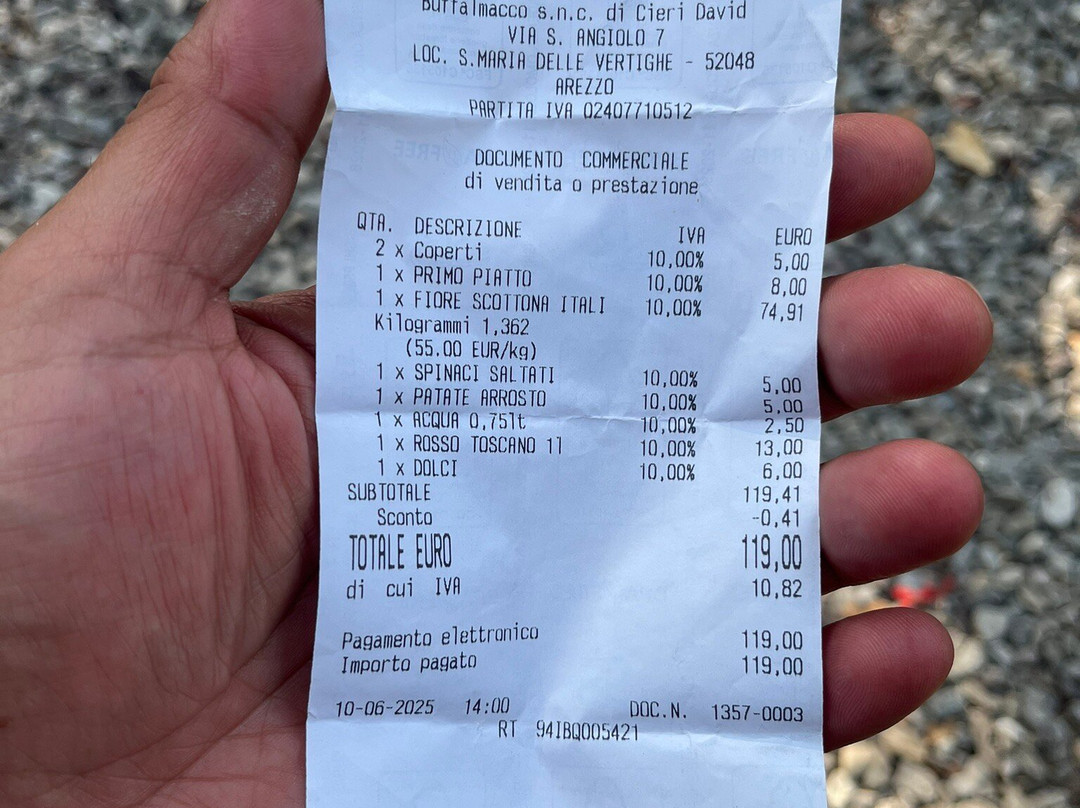 Buffalmacco s.n.c. di Cieri David
VIA S. ANGIOLO 7
LOC. S.MARIA DELLE VERTIGHE - 52048
AREZZO
PARTITA IVA 02407710512
DOCUMENTO COMMERCIALE
di vendita o prestazione
QTA. DESCRIZIONE IVA EURO
2 x Coperti 10,00% 5,00
1 x PRIMO PIATTO 10,00% 8,00
1 x FIORE SCOTTONA ITALI 10,00% 74,91
Kilogrammi 1,362
(55.00 EUR/kg)
1 x SPINACI SALTATI 10,00% 5,00
1 x PATATE ARROSTO 10,00% 5,00
1 x ACQUA 0,75lt 10,00% 2,50
1 x ROSSO TOSCANO 1l 10,00% 13,00
1 x DOLCI 10,00% 6,00
SUBTOTALE 119,41
Sconto -0,41
TOTALE EURO 119,00
di cui IVA 10,82
Pagamento elettronico 119,00
Importo pagato 119,00
10-06-2025 14:00 DOC.N. 1357-0003
RT 94IBQ005421